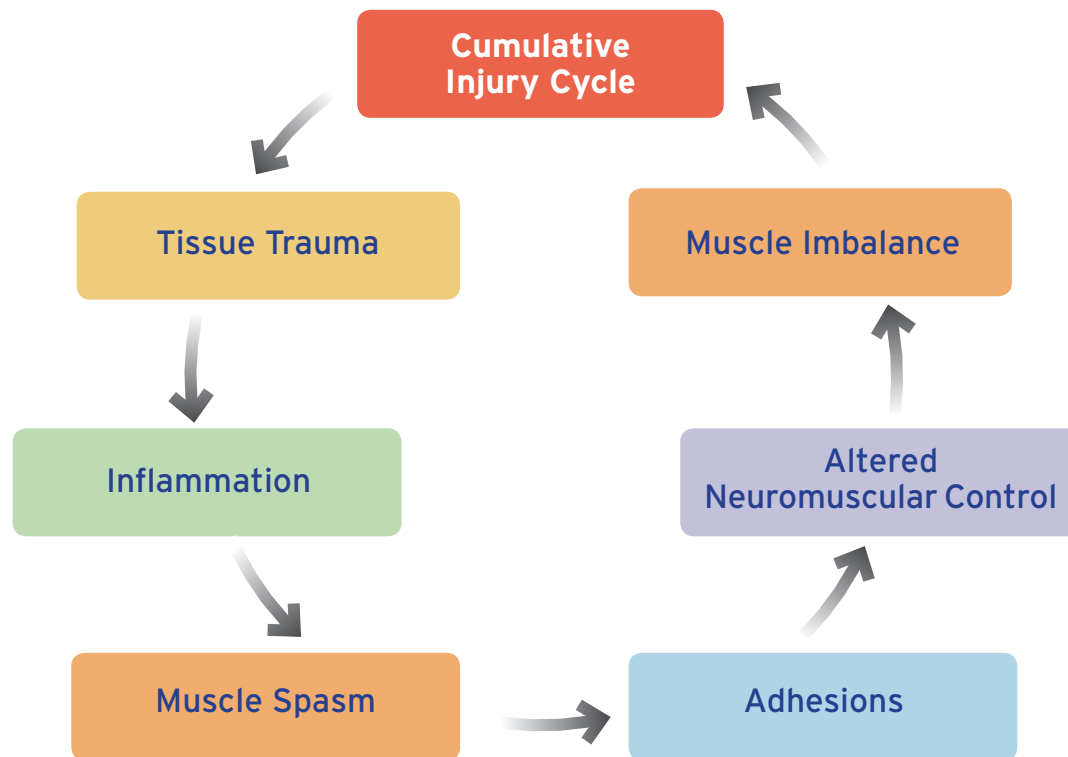 Cumulative
Injury Cycle
Tissue Trauma
Muscle Imbalance
Inflammation
Altered
Neuromuscular Control
Muscle Spasm
Adhesions